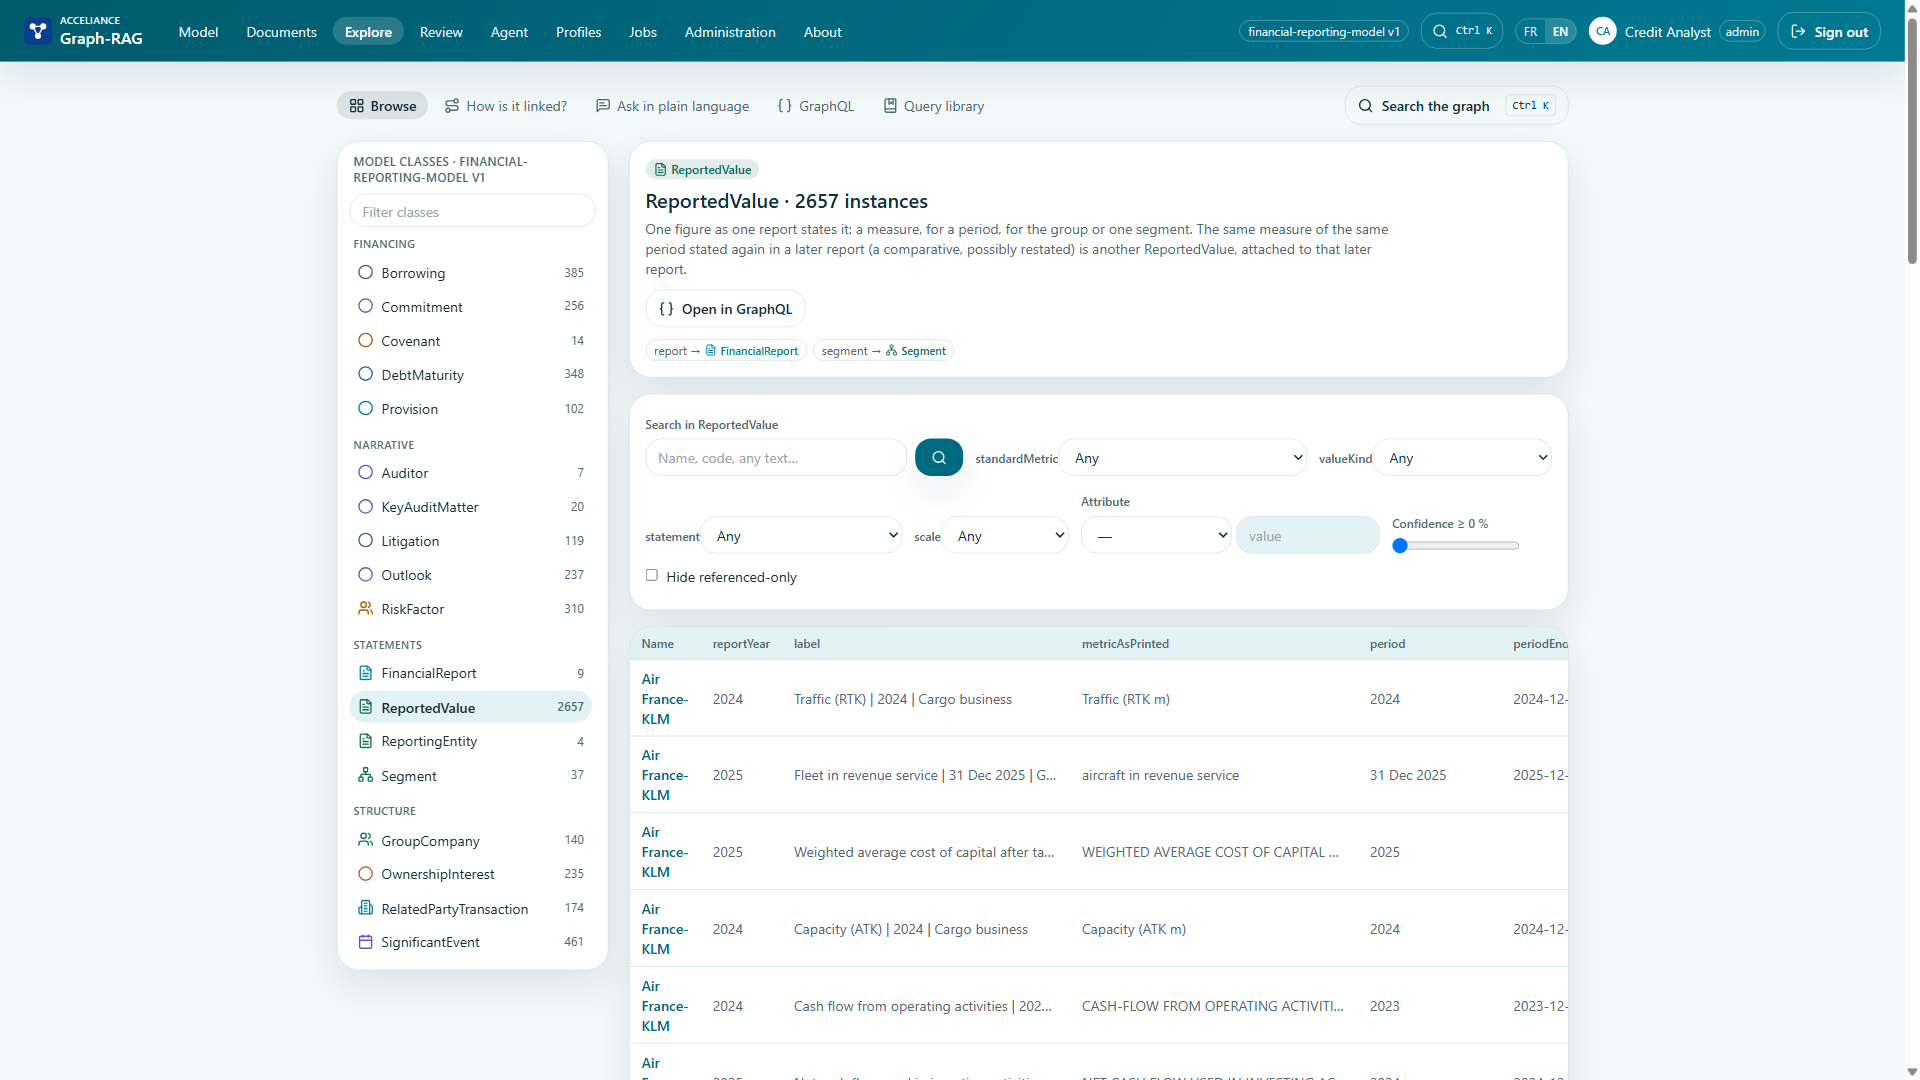 ACCELIANCE
Graph-RAG
Model
Documents
Explore
Review
Agent
Profiles
Jobs
Administration
About
financial-reporting-model v1
Ctrl K
FR
EN
CA
Credit Analyst
admin
Sign out
Browse
How is it linked?
Ask in plain language
{ } GraphQL
Query library
Search the graph
Ctrl K
MODEL CLASSES · FINANCIAL-
REPORTING-MODEL V1
Filter classes
FINANCING
Borrowing 385
Commitment 256
Covenant 14
DebtMaturity 348
Provision 102
NARRATIVE
Auditor 7
KeyAuditMatter 20
Litigation 119
Outlook 237
RiskFactor 310
STATEMENTS
FinancialReport 9
ReportedValue 2657
ReportingEntity 4
Segment 37
STRUCTURE
GroupCompany 140
OwnershipInterest 235
RelatedPartyTransaction 174
SignificantEvent 461
ReportedValue
ReportedValue · 2657 instances
One figure as one report states it: a measure, for a period, for the group or one segment. The same measure of the same
period stated again in a later report (a comparative, possibly restated) is another ReportedValue, attached to that later
report.
{ } Open in GraphQL
report → FinancialReport
segment → Segment
Search in ReportedValue
Name, code, any text...
standardMetric Any
valueKind Any
Attribute
statement Any
scale Any
—
value
Confidence ≥ 0 %
Hide referenced-only
Name reportYear label metricAsPrinted period periodEnd
Air France-KLM 2024 Traffic (RTK) | 2024 | Cargo business Traffic (RTK m) 2024 2024-12-
Air France-KLM 2025 Fleet in revenue service | 31 Dec 2025 | G... aircraft in revenue service 31 Dec 2025 2025-12-
Air France-KLM 2025 Weighted average cost of capital after ta... WEIGHTED AVERAGE COST OF CAPITAL ... 2025
Air France-KLM 2024 Capacity (ATK) | 2024 | Cargo business Capacity (ATK m) 2024 2024-12-
Air France-KLM 2024 Cash flow from operating activities | 202... CASH-FLOW FROM OPERATING ACTIVITI... 2023 2023-12-
Air